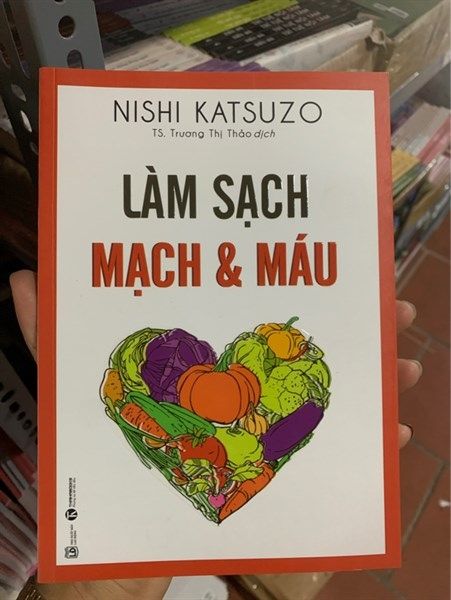 NISHI KATSUZO
TS. Trương Thị Thảo dịch
LÀM SẠCH
MẠCH & MÁU